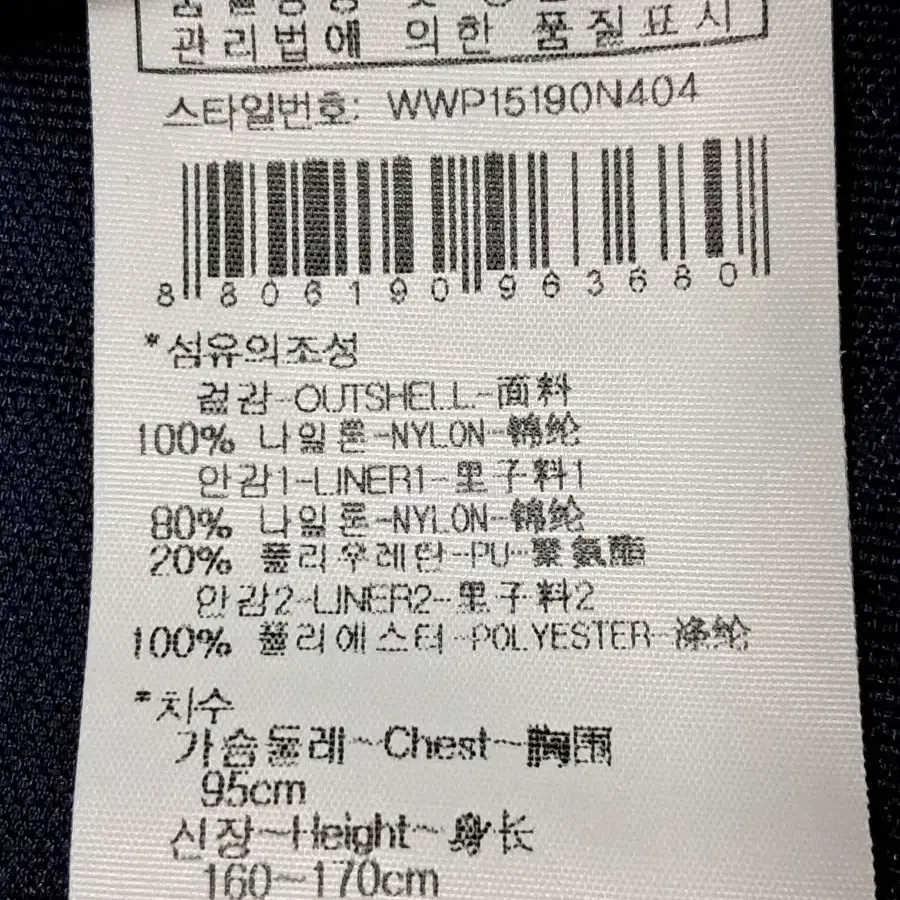 관리법에 의한 품질표시
스타일번호: WWP15190N404
8 806190 963680
*섬유의조성
겉감-OUTSHELL-面料
100% 나일론-NYLON-锦纶
안감1-LINER1-里子料1
80% 나일론-NYLON-锦纶
20% 폴리우레탄-PU-聚氨酯
안감2-LINER2-里子料2
100% 폴리에스터-POLYESTER-涤纶
*치수
가슴둘레-Chest-胸围
95cm
신장-Height-身长
160~170cm